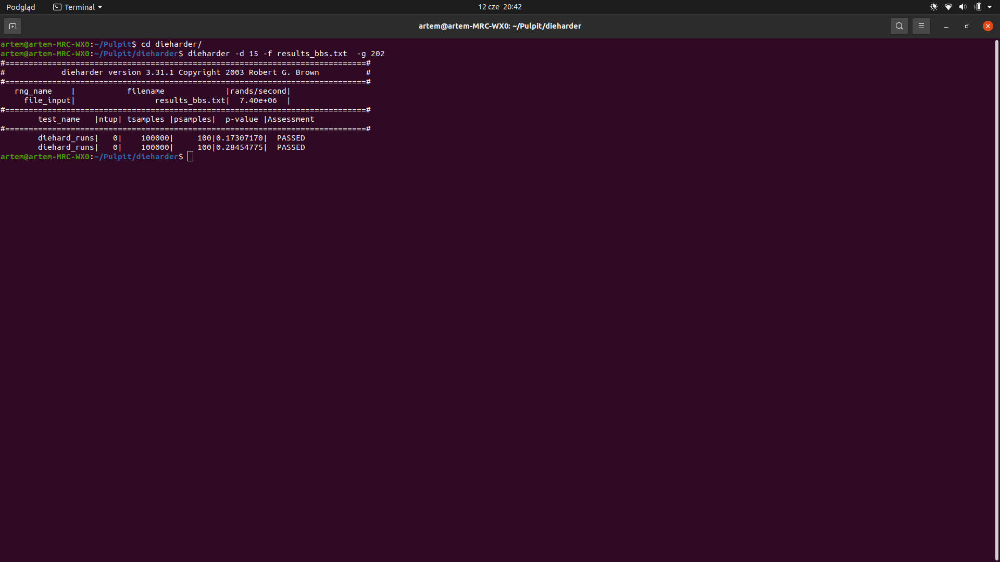 Podgląd Terminal 12 cze 20:42
artem@artem-MRC-WX0: ~/Pulpit/dieharder
artem@artem-MRC-WX0:~/Pulpit$ cd dieharder/
artem@artem-MRC-WX0:~/Pulpit/dieharder$ dieharder -d 15 -f results_bbs.txt  -g 202
#=============================================================================#
#            dieharder version 3.31.1 Copyright 2003 Robert G. Brown          #
#=============================================================================#
   rng_name    |           filename             |rands/second|
     file_input|                 results_bbs.txt|  7.40e+06  |
#=============================================================================#
        test_name   |ntup| tsamples |psamples|  p-value |Assessment
#=============================================================================#
        diehard_runs|   0|    100000|     100|0.17307170|  PASSED
        diehard_runs|   0|    100000|     100|0.28454775|  PASSED
artem@artem-MRC-WX0:~/Pulpit/dieharder$